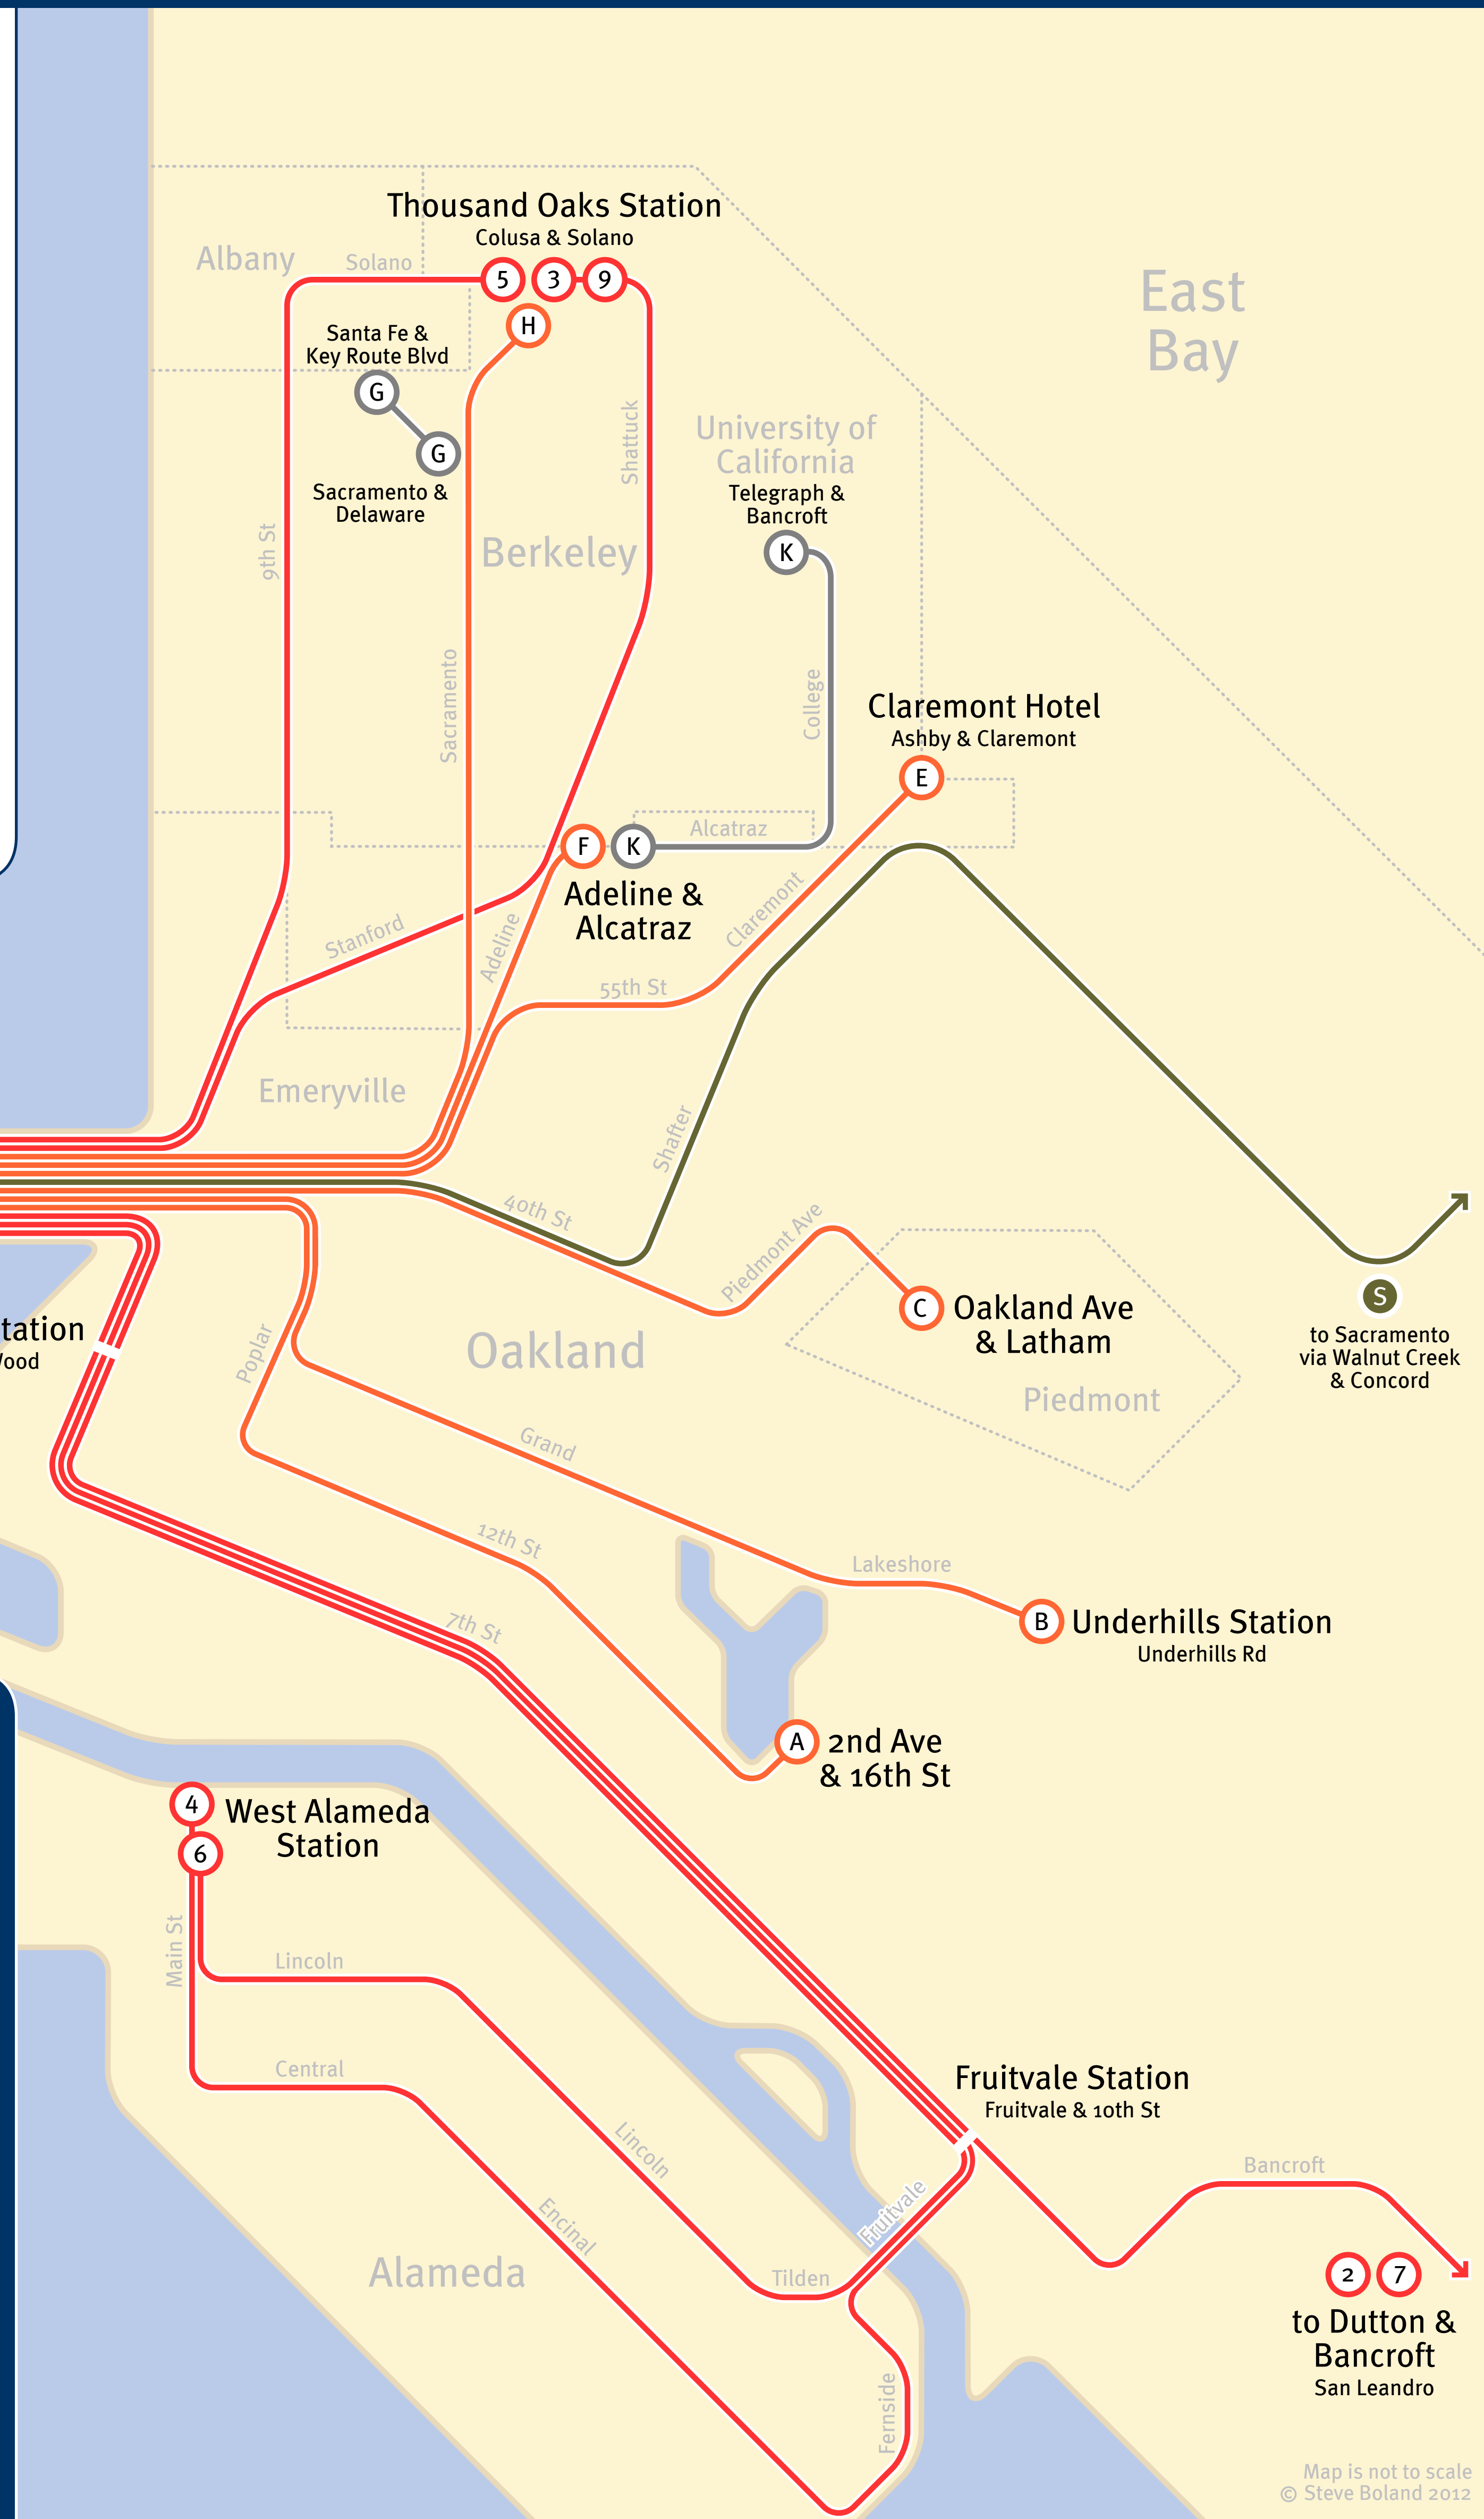 Thousand Oaks Station
Colusa & Solano
Albany
Solano
5
3
9
H
East
Bay
Santa Fe &
Key Route Blvd
G
G
Sacramento &
Delaware
Shattuck
University of
California
Telegraph &
Bancroft
K
9th St
Berkeley
Sacramento
College
Claremont Hotel
Ashby & Claremont
E
F
K
Alcatraz
Adeline &
Alcatraz
Claremont
Stanford
Adeline
55th St
Emeryville
Shafter
40th St
Piedmont Ave
C
Oakland Ave
& Latham
S
to Sacramento
via Walnut Creek
& Concord
tation
ood
Poplar
Oakland
Piedmont
Grand
12th St
Lakeshore
7th St
B
Underhills Station
Underhills Rd
A
2nd Ave
& 16th St
4
West Alameda
Station
6
Main St
Lincoln
Central
Fruitvale Station
Fruitvale & 10th St
Lincoln
Encinal
Fruitvale
Bancroft
Alameda
Tilden
2
7
to Dutton &
Bancroft
San Leandro
Fernside
Map is not to scale
© Steve Boland 2012